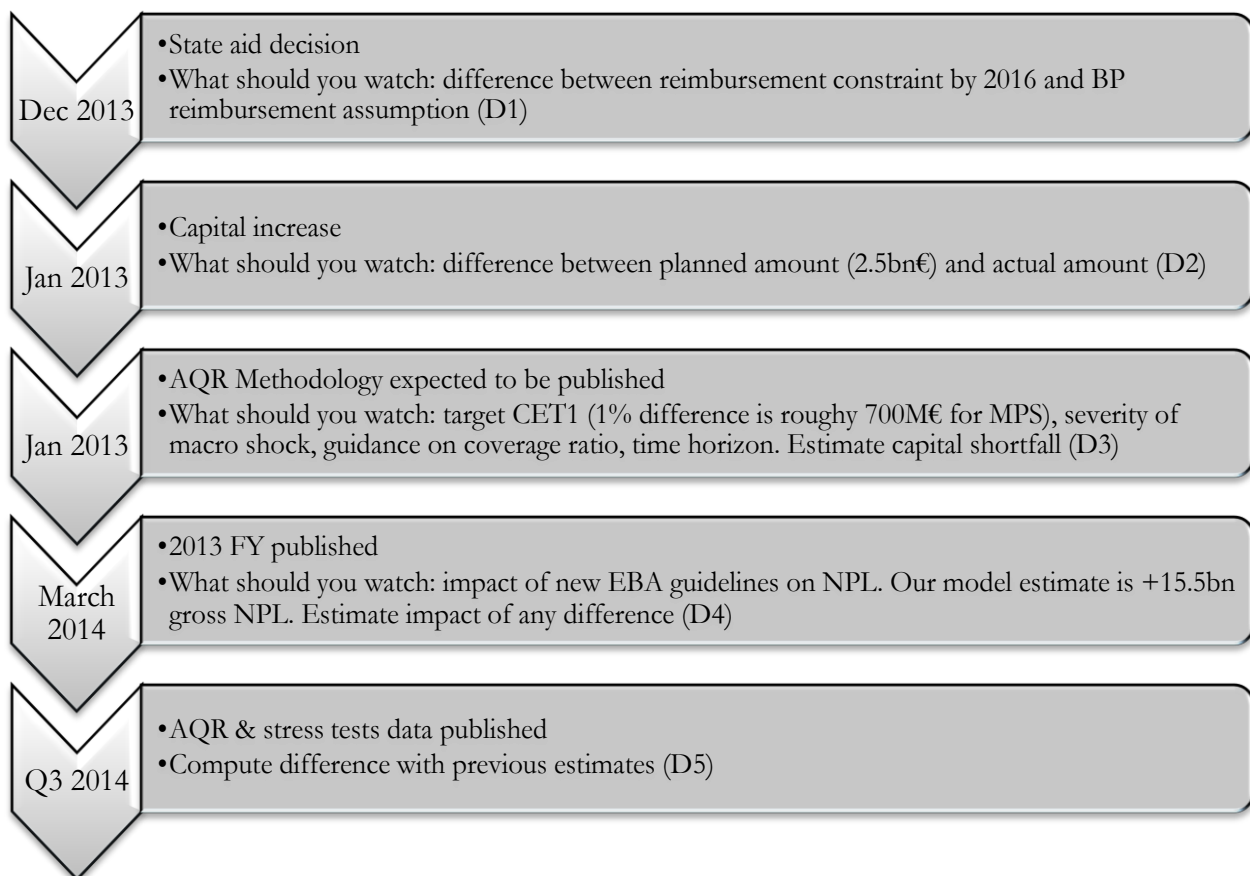 Dec 2013
•State aid decision
•What should you watch: difference between reimbursement constraint by 2016 and BP
reimbursement assumption (D1)
Jan 2013
•Capital increase
•What should you watch: difference between planned amount (2.5bn€) and actual amount (D2)
Jan 2013
•AQR Methodology expected to be published
•What should you watch: target CET1 (1% difference is roughy 700M€ for MPS), severity of
macro shock, guidance on coverage ratio, time horizon. Estimate capital shortfall (D3)
March
2014
•2013 FY published
•What should you watch: impact of new EBA guidelines on NPL. Our model estimate is +15.5bn
gross NPL. Estimate impact of any difference (D4)
Q3 2014
•AQR & stress tests data published
•Compute difference with previous estimates (D5)